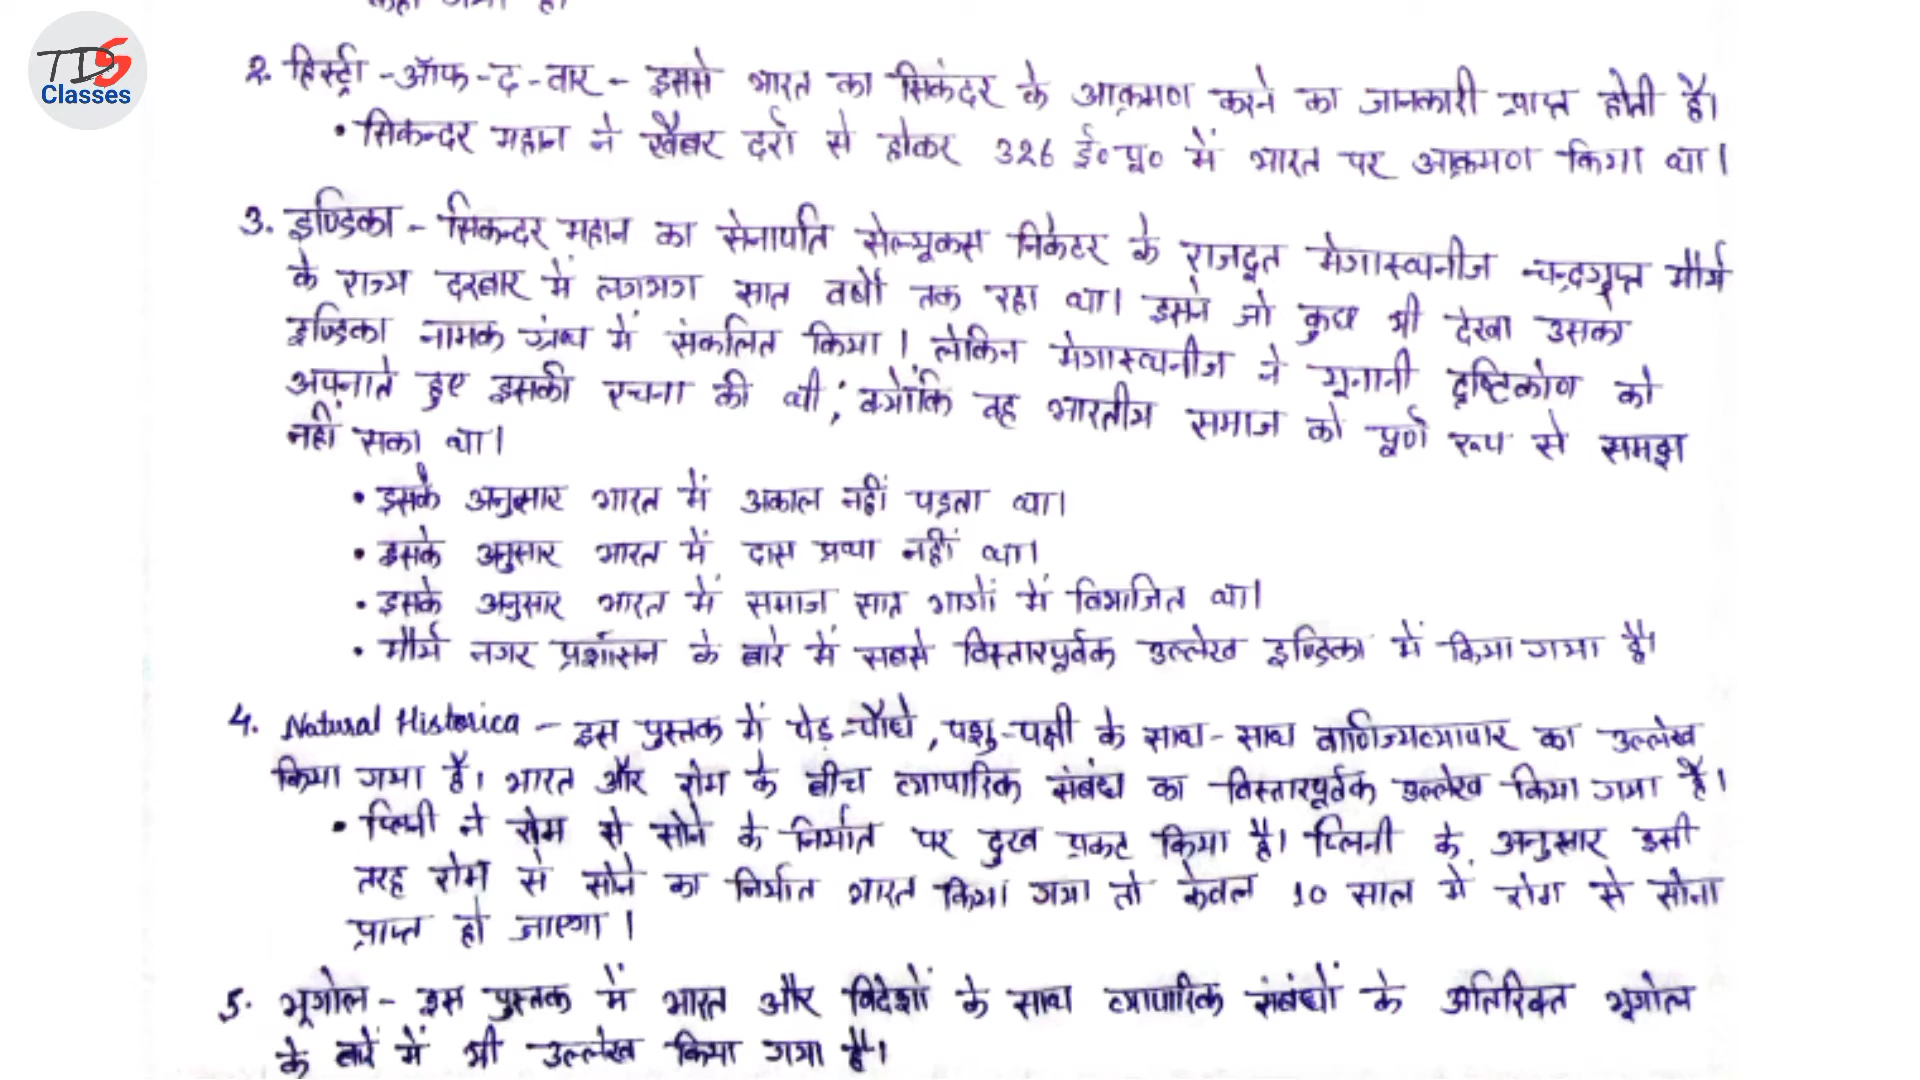 TDS
Classes
2. हिस्ट्री -ऑफ-द-वार - इससे भारत का सिकंदर के आक्रमण करने का जानकारी प्राप्त होती है।
• सिकन्दर महान ने खैबर दर्रा से होकर 326 ई०पू० में भारत पर आक्रमण किया था।
3. इण्डिका - सिकन्दर महान का सेनापति सेल्यूकस निकेटर के राजदूत मेगास्थनीज चन्द्रगुप्त मौर्य
के राज्य दरबार में लगभग सात वर्षों तक रहा था। इसने जो कुछ भी देखा उसको
इण्डिका नामक ग्रंथ में संकलित किया। लेकिन मेगास्थनीज ने यूनानी दृष्टिकोण को
अपनाते हुए इसकी रचना की थी; क्योंकि वह भारतीय समाज को पूर्ण रूप से समझ
नहीं सका था।
• इसके अनुसार भारत में अकाल नहीं पड़ता था।
• इसके अनुसार भारत में दास प्रथा नहीं था।
• इसके अनुसार भारत में समाज सात भागों में विभाजित था।
• मौर्य नगर प्रशासन के बारे में सबसे विस्तारपूर्वक उल्लेख इण्डिका में किया गया है।
4. Natural Historica - इस पुस्तक में पेड़-पौधे, पशु-पक्षी के साथ-साथ वाणिज्यव्यापार का उल्लेख
किया गया है। भारत और रोम के बीच व्यापारिक संबंध का विस्तारपूर्वक उल्लेख किया गया है।
• प्लिनी ने रोम से सोने के निर्यात पर दुख प्रकट किया है। प्लिनी के अनुसार इसी
तरह रोम से सोने का निर्यात भारत किया गया तो केवल 10 साल में रोम से सोना
प्राप्त हो जाएगा।
5. भूगोल - इस पुस्तक में भारत और विदेशों के साथ व्यापारिक संबंधों के अतिरिक्त भूगोल
के बारे में भी उल्लेख किया गया है।